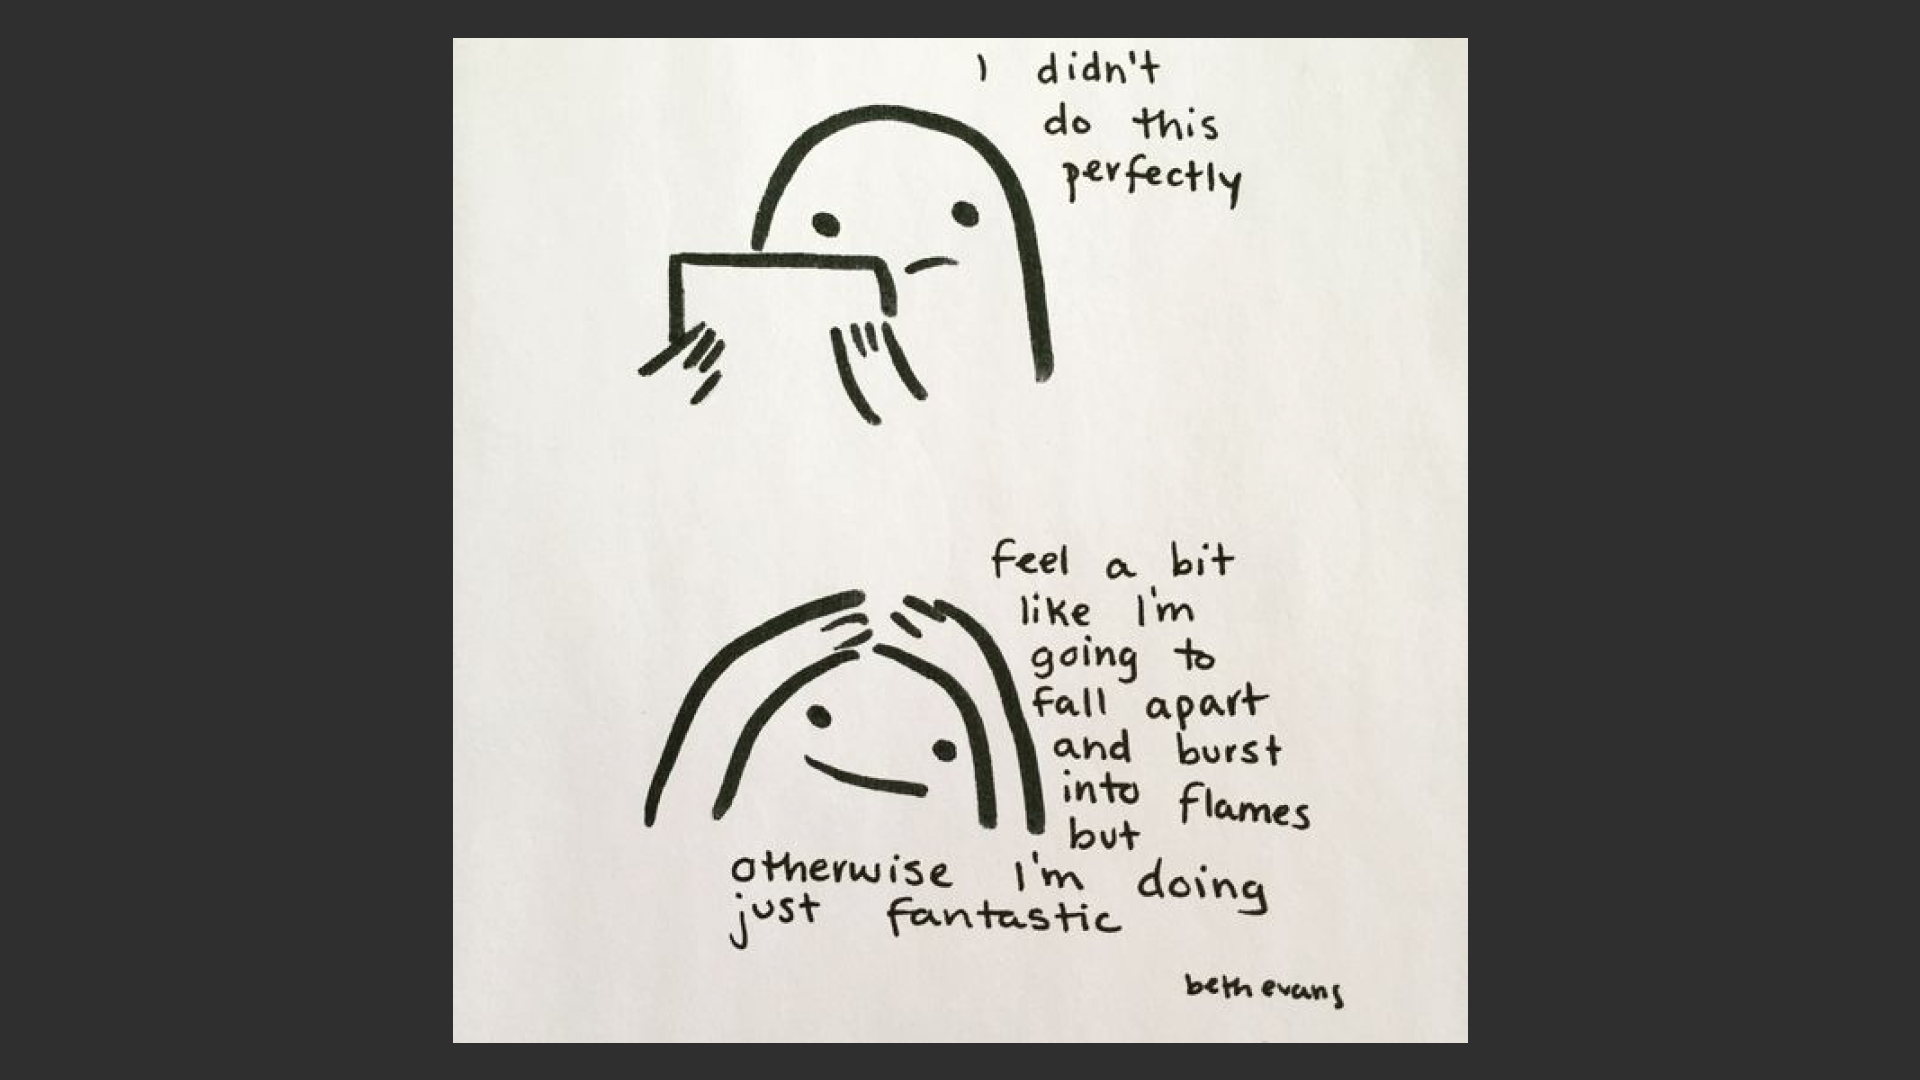 I didn't
do this
perfectly
feel a bit
like I'm
going to
fall apart
and burst
into flames
but
otherwise I'm doing
just fantastic
beth evans